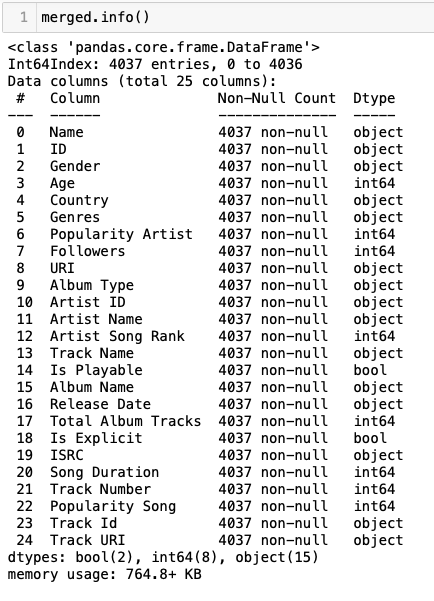 1 merged.info()
<class 'pandas.core.frame.DataFrame'>
Int64Index: 4037 entries, 0 to 4036
Data columns (total 25 columns):
 #   Column              Non-Null Count  Dtype
---  ------              --------------  -----
 0   Name                4037 non-null   object
 1   ID                  4037 non-null   object
 2   Gender              4037 non-null   object
 3   Age                 4037 non-null   int64
 4   Country             4037 non-null   object
 5   Genres              4037 non-null   object
 6   Popularity Artist   4037 non-null   int64
 7   Followers           4037 non-null   int64
 8   URI                 4037 non-null   object
 9   Album Type          4037 non-null   object
 10  Artist ID           4037 non-null   object
 11  Artist Name         4037 non-null   object
 12  Artist Song Rank    4037 non-null   int64
 13  Track Name          4037 non-null   object
 14  Is Playable         4037 non-null   bool
 15  Album Name          4037 non-null   object
 16  Release Date        4037 non-null   object
 17  Total Album Tracks  4037 non-null   int64
 18  Is Explicit         4037 non-null   bool
 19  ISRC                4037 non-null   object
 20  Song Duration       4037 non-null   int64
 21  Track Number        4037 non-null   int64
 22  Popularity Song     4037 non-null   int64
 23  Track Id            4037 non-null   object
 24  Track URI           4037 non-null   object
dtypes: bool(2), int64(8), object(15)
memory usage: 764.8+ KB